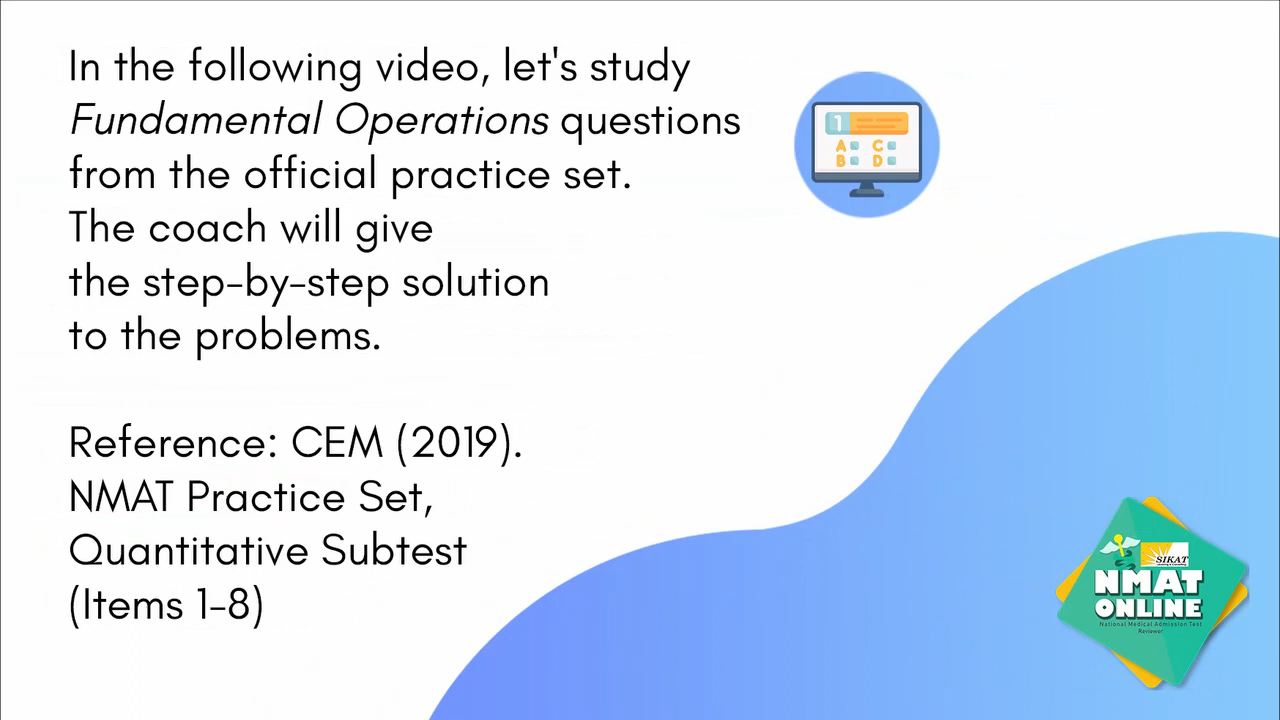 In the following video, let's study
Fundamental Operations questions
from the official practice set.
The coach will give
the step-by-step solution
to the problems.
Reference: CEM (2019).
NMAT Practice Set,
Quantitative Subtest
(Items 1-8)
1
A C
B D
SIKAT
NMAT
ONLINE
National Medical Admission Test
Reviewer